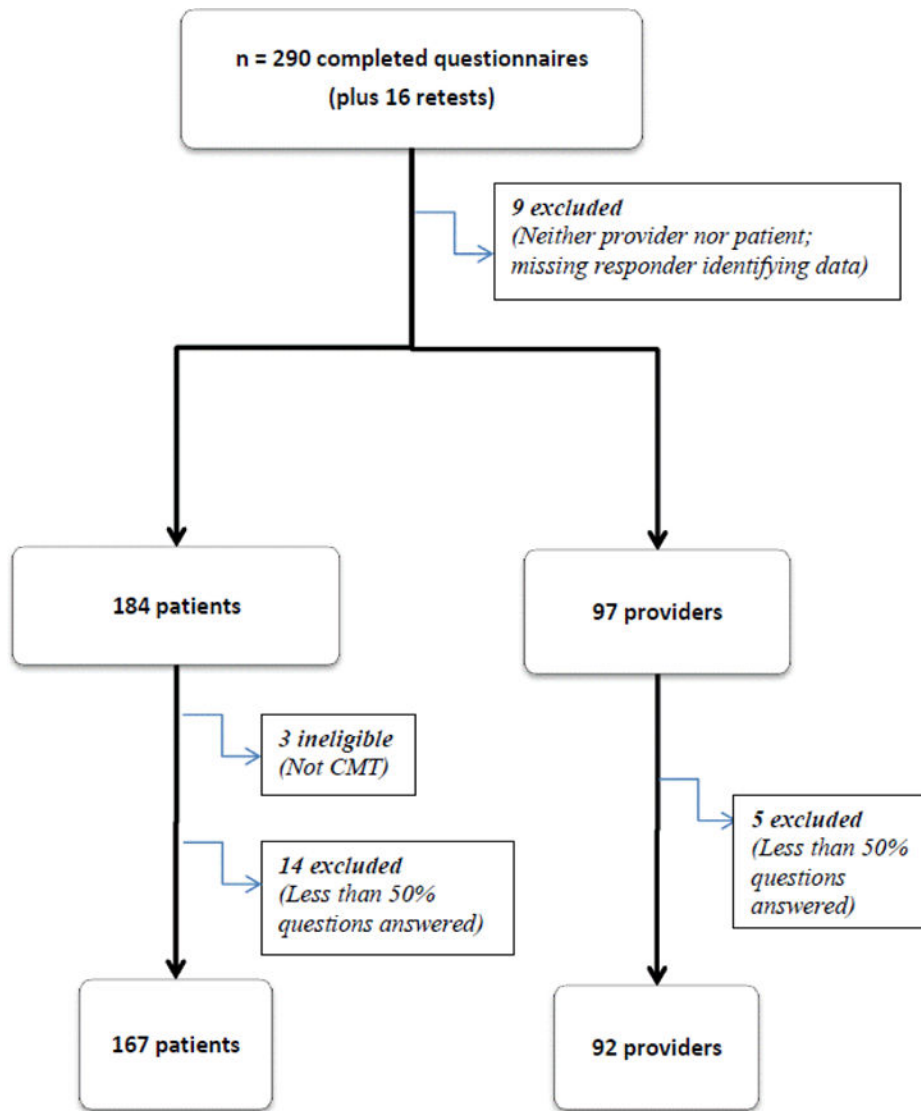 n = 290 completed questionnaires
(plus 16 retests)
9 excluded
(Neither provider nor patient;
missing responder identifying data)
184 patients
97 providers
3 ineligible
(Not CMT)
14 excluded
(Less than 50%
questions answered)
5 excluded
(Less than 50%
questions
answered)
167 patients
92 providers